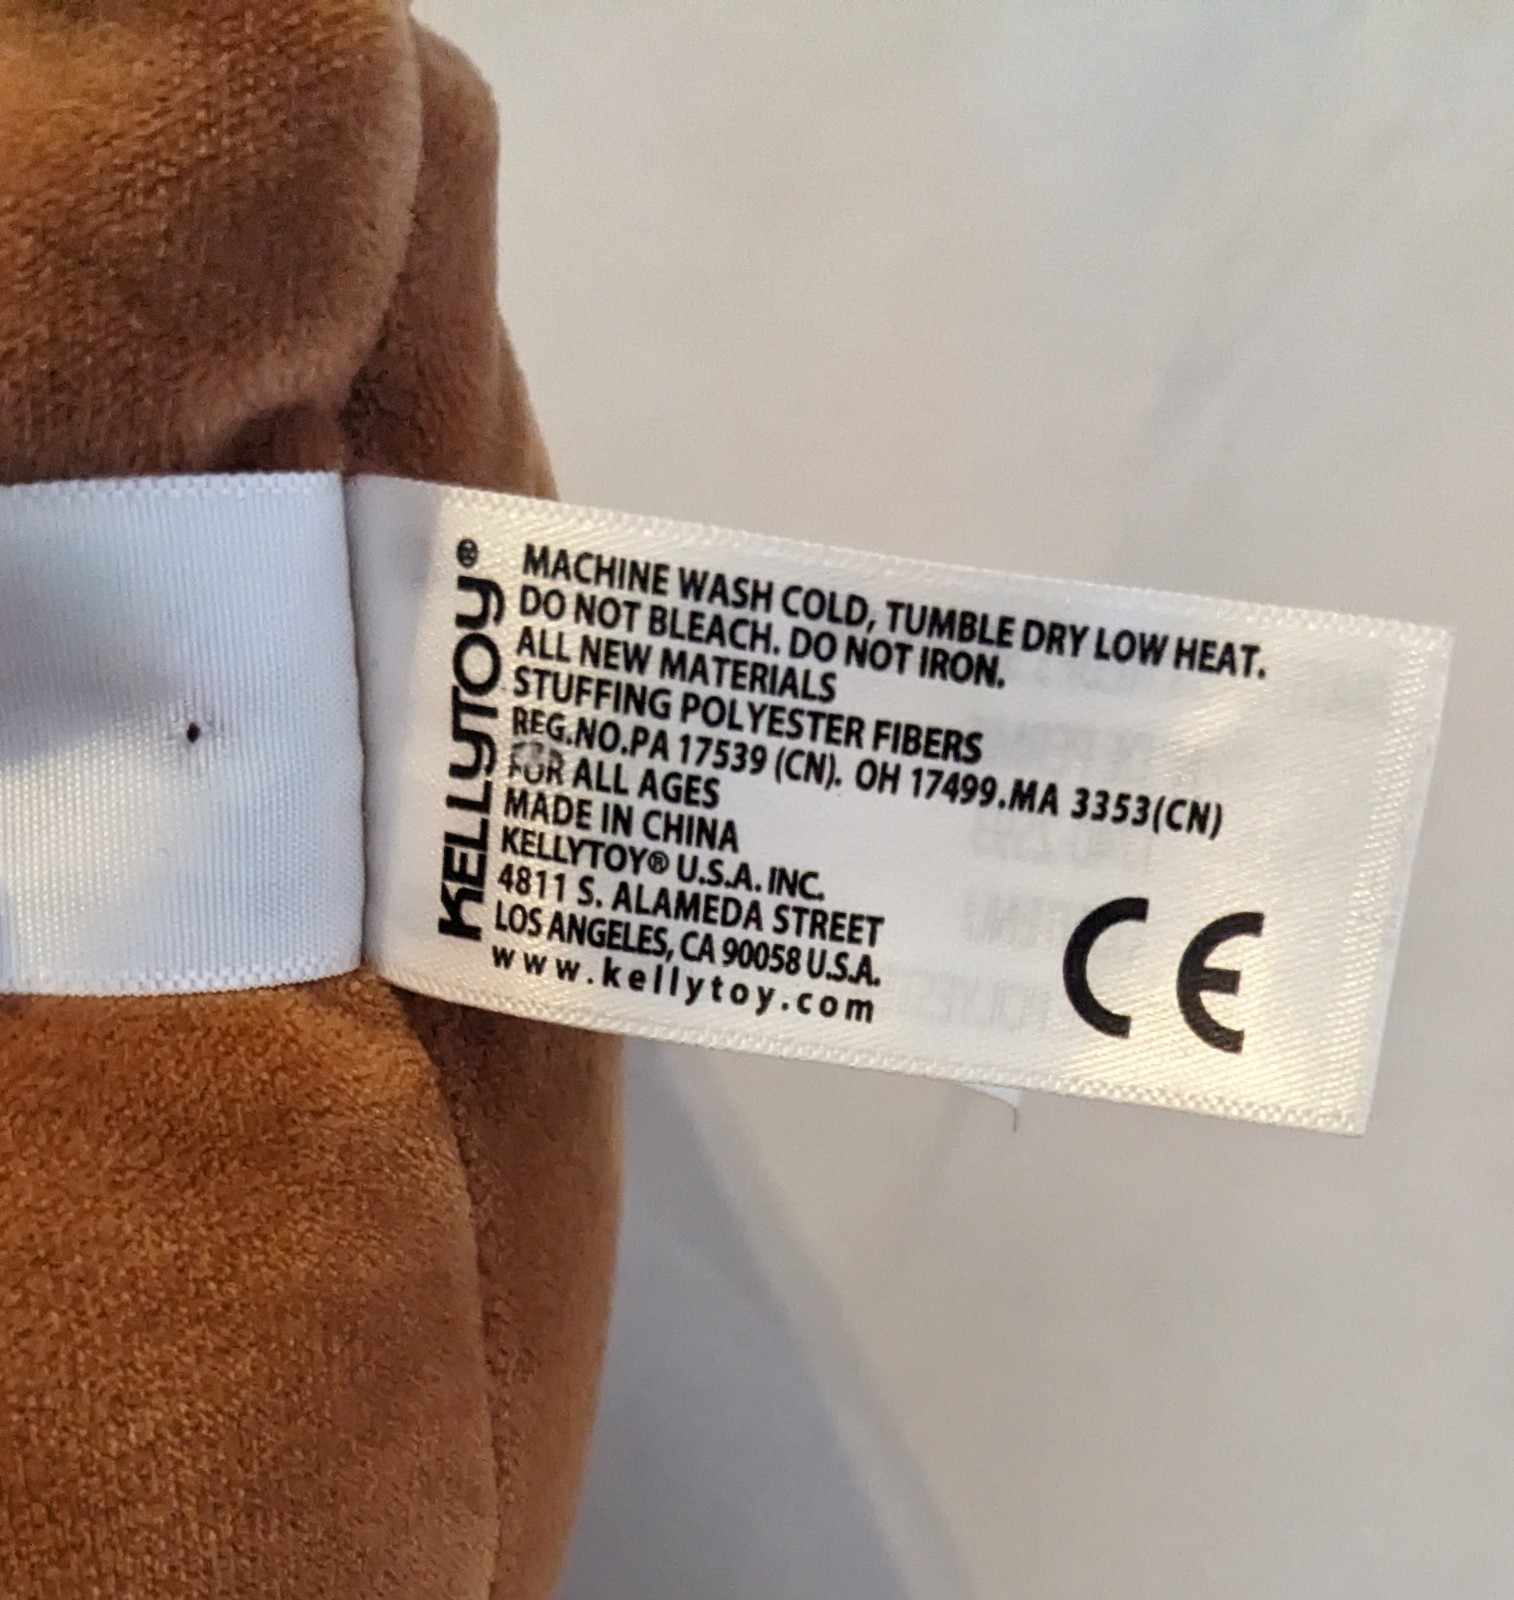 KELLYTOY®
MACHINE WASH COLD, TUMBLE DRY LOW HEAT.
DO NOT BLEACH. DO NOT IRON.
ALL NEW MATERIALS
STUFFING POLYESTER FIBERS
REG.NO.PA 17539 (CN). OH 17499.MA 3353(CN)
FOR ALL AGES
MADE IN CHINA
KELLYTOY® U.S.A. INC.
4811 S. ALAMEDA STREET
LOS ANGELES, CA 90058 U.S.A.
www.kellytoy.com
CE